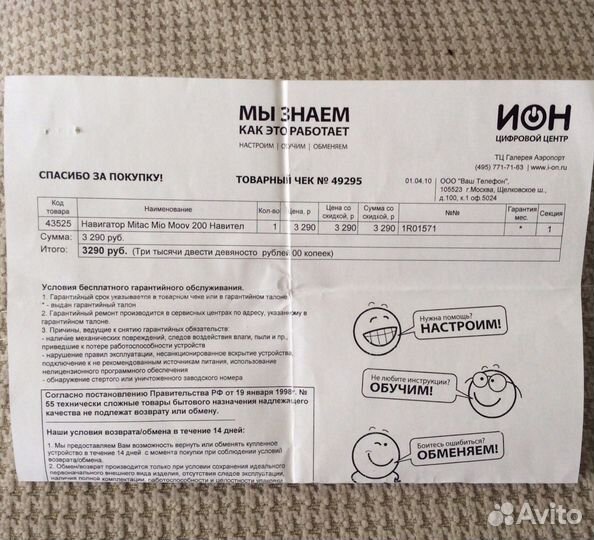 МЫ ЗНАЕМ
КАК ЭТО РАБОТАЕТ
НАСТРОИМ | ОБУЧИМ | ОБМЕНЯЕМ
ИОН
ЦИФРОВОЙ ЦЕНТР
ТЦ Галерея Аэропорт
(495) 771-71-63 | www.i-on.ru
СПАСИБО ЗА ПОКУПКУ!
ТОВАРНЫЙ ЧЕК № 49295
01.04.10
ООО "Ваш Телефон",
105523 г.Москва, Щелковское ш.,
д.100, к.1 оф.5024
Код товара Наименование Кол-во Цена, р Цена со скидкой, р Сумма со скидкой, р №№ Гарантия мес. Секция
43525 Навигатор Mitac Mio Moov 200 Навител 1 3 290 3 290 3 290 1R01571 * 1
Сумма: 3 290 руб.
Итого: 3290 руб. (Три тысячи двести девяносто рублей 00 копеек)
Условия бесплатного гарантийного обслуживания.
1. Гарантийный срок указывается в товарном чеке или в гарантийном талоне.
* - выдан гарантийный талон
2. Гарантийный ремонт производится в сервисных центрах по адресу, указанному в
гарантийном талоне.
3. Причины, ведущие к снятию гарантийных обязательств:
- наличие механических повреждений, следов воздействия влаги, пыли и пр.,
приведшие к потере работоспособности устройств
- нарушение правил эксплуатации, несанкционированное вскрытие устройства,
подключение к не рекомендованным источникам питания, использование
нелицензионного программного обеспечения
- обнаружение стертого или уничтоженного заводского номера
Согласно постановлению Правительства РФ от 19 января 1998г. №
55 технически сложные товары бытового назначения надлежащего
качества не подлежат возврату или обмену.
Наши условия возврата/обмена в течение 14 дней:
1. Мы предоставляем Вам возможность вернуть или обменять купленное
устройство в течение 14 дней с момента покупки при соблюдении условий
возврата/обмена.
2. Обмен/возврат производится только при условии сохранения идеального
первоначального внешнего вида изделия, отсутствия следов эксплуатации,
наличия полной комплектации, работоспособности и целостности упаковки
Нужна помощь?
НАСТРОИМ!
Не любите инструкции?
ОБУЧИМ!
Боитесь ошибиться?
ОБМЕНЯЕМ!
Avito